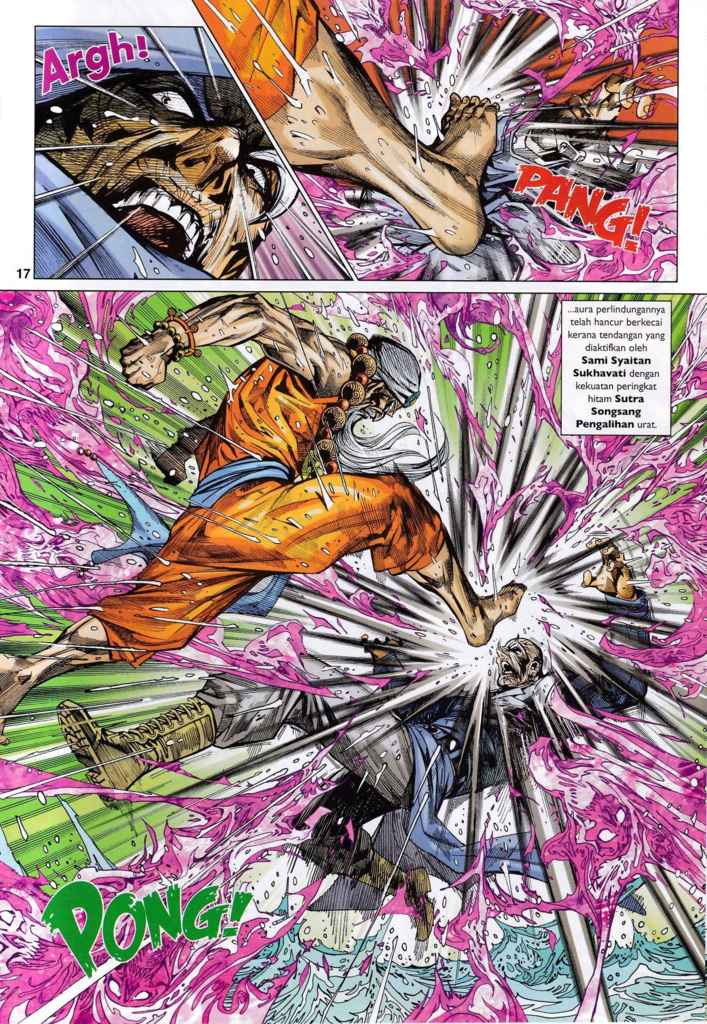 Argh!
PANG!
17
...aura perlindungannya
telah hancur berkecai
kerana tendangan yang
diaktifkan oleh
Sami Syaitan
Sukhavati dengan
kekuatan peringkat
hitam Sutra
Songsang
Pengalihan urat.
PONG!